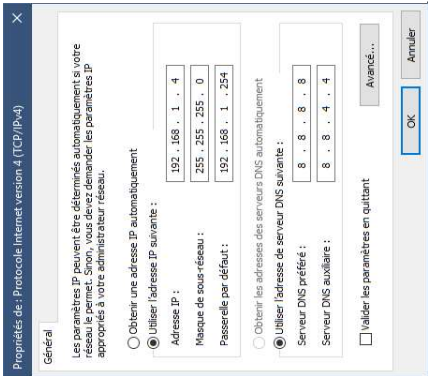 Propriétés de : Protocole Internet version 4 (TCP/IPv4)
Général
Les paramètres IP peuvent être déterminés automatiquement si votre
réseau le permet. Sinon, vous devez demander les paramètres IP
appropriés à votre administrateur réseau.
Obtenir une adresse IP automatiquement
Utiliser l'adresse IP suivante :
Adresse IP : 192 . 168 . 1 . 4
Masque de sous-réseau : 255 . 255 . 255 . 0
Passerelle par défaut : 192 . 168 . 1 . 254
Obtenir les adresses des serveurs DNS automatiquement
Utiliser l'adresse de serveur DNS suivante :
Serveur DNS préféré : 8 . 8 . 8 . 8
Serveur DNS auxiliaire : 8 . 8 . 4 . 4
Valider les paramètres en quittant
Avancé...
OK Annuler